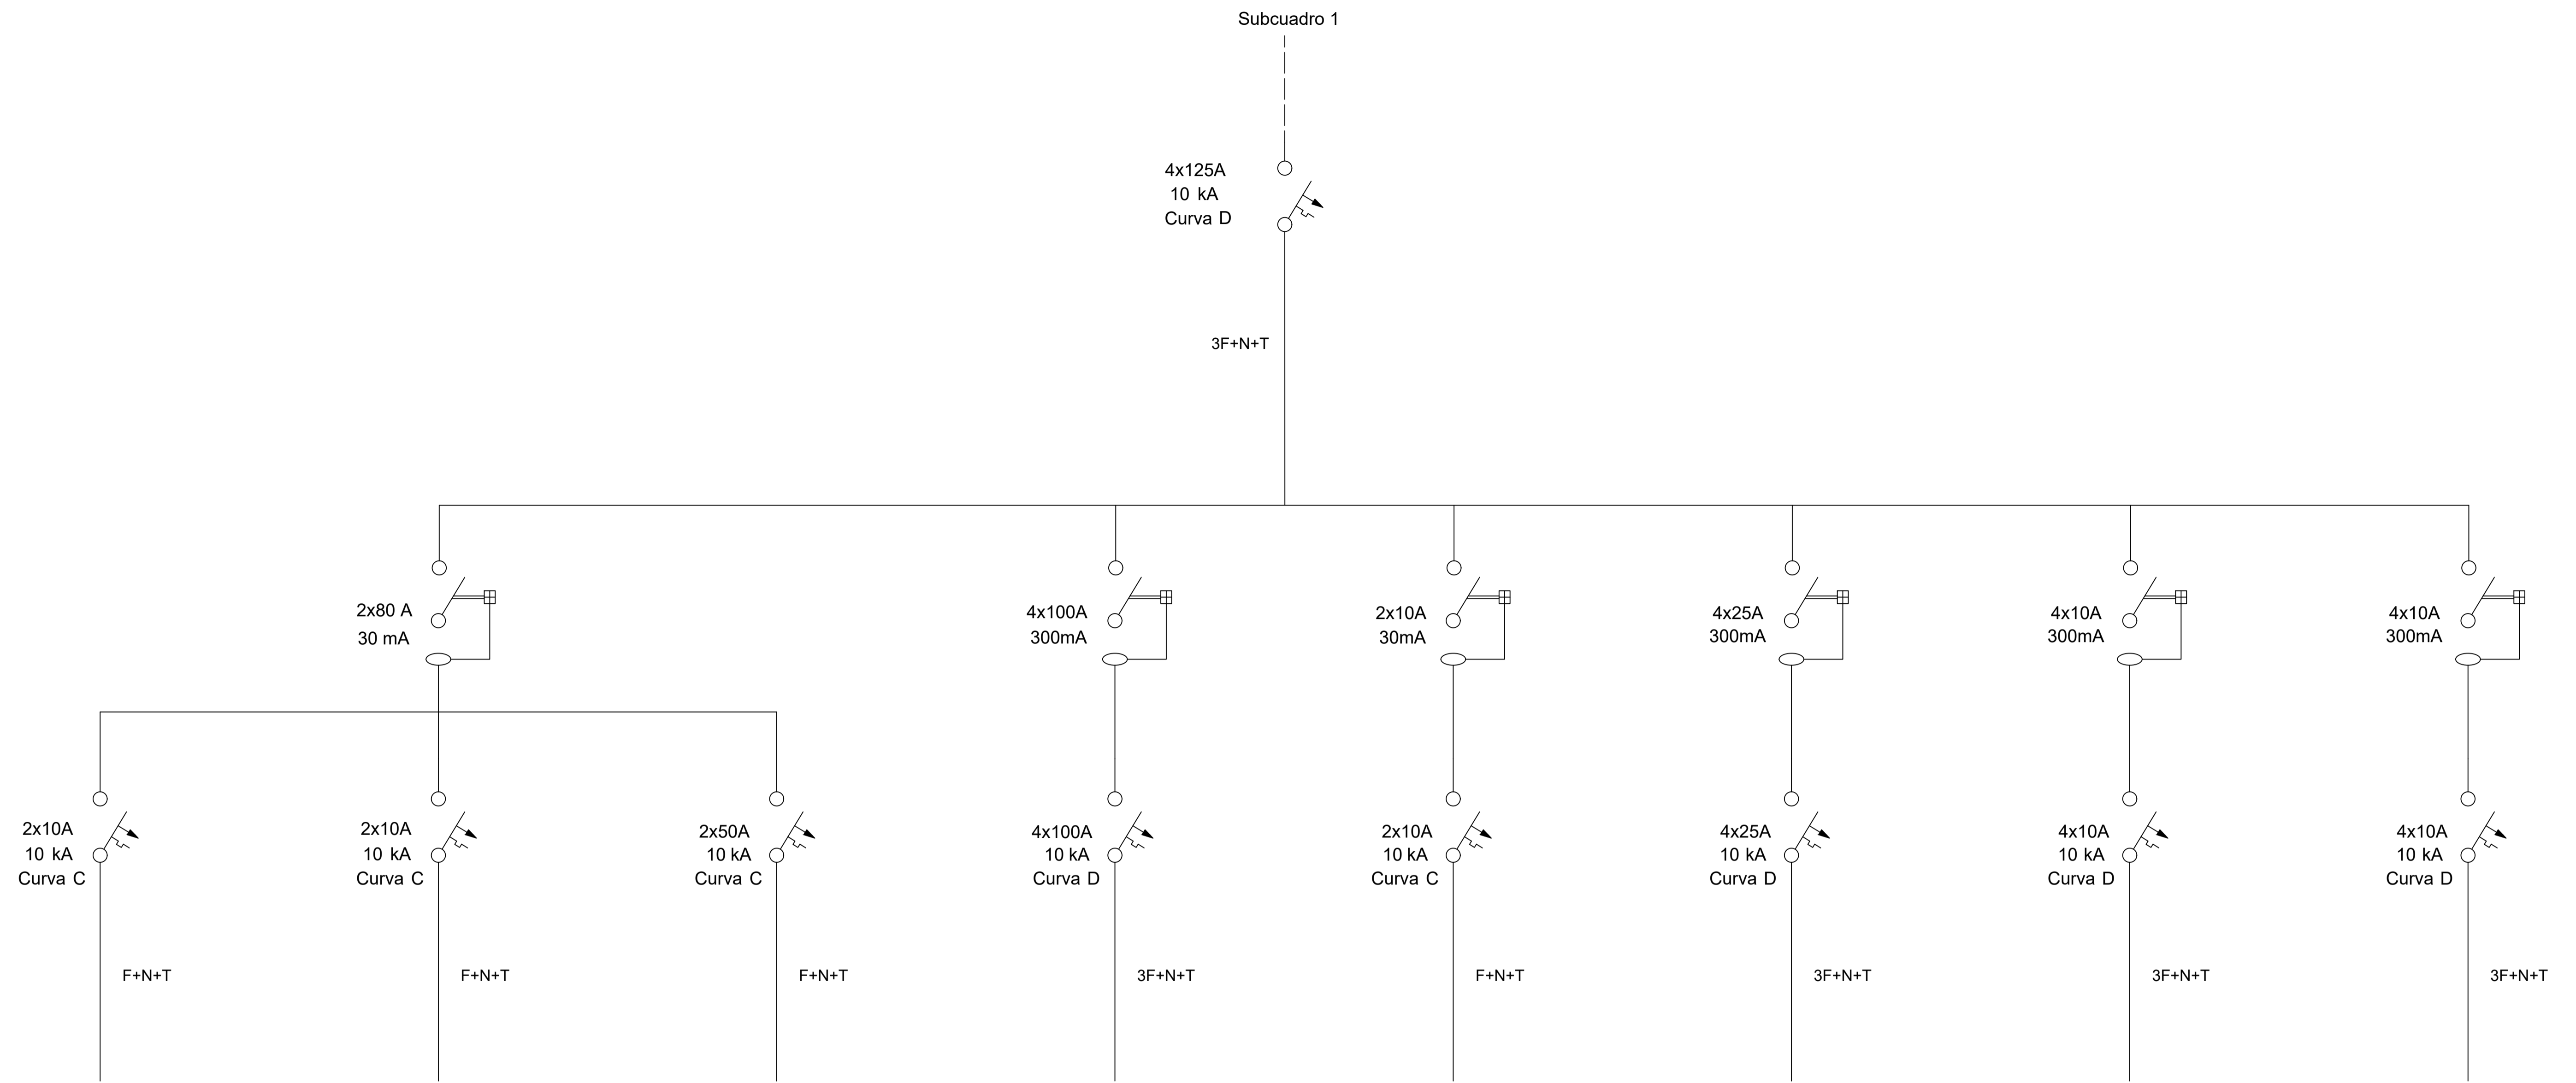 Subcuadro 1
4x125A
10 kA
Curva D
3F+N+T
2x80 A
30 mA
4x100A
300mA
2x10A
30mA
4x25A
300mA
4x10A
300mA
4x10A
300mA
2x10A
10 kA
Curva C
2x10A
10 kA
Curva C
2x50A
10 kA
Curva C
4x100A
10 kA
Curva D
2x10A
10 kA
Curva C
4x25A
10 kA
Curva D
4x10A
10 kA
Curva D
4x10A
10 kA
Curva D
F+N+T
F+N+T
F+N+T
3F+N+T
F+N+T
3F+N+T
3F+N+T
3F+N+T